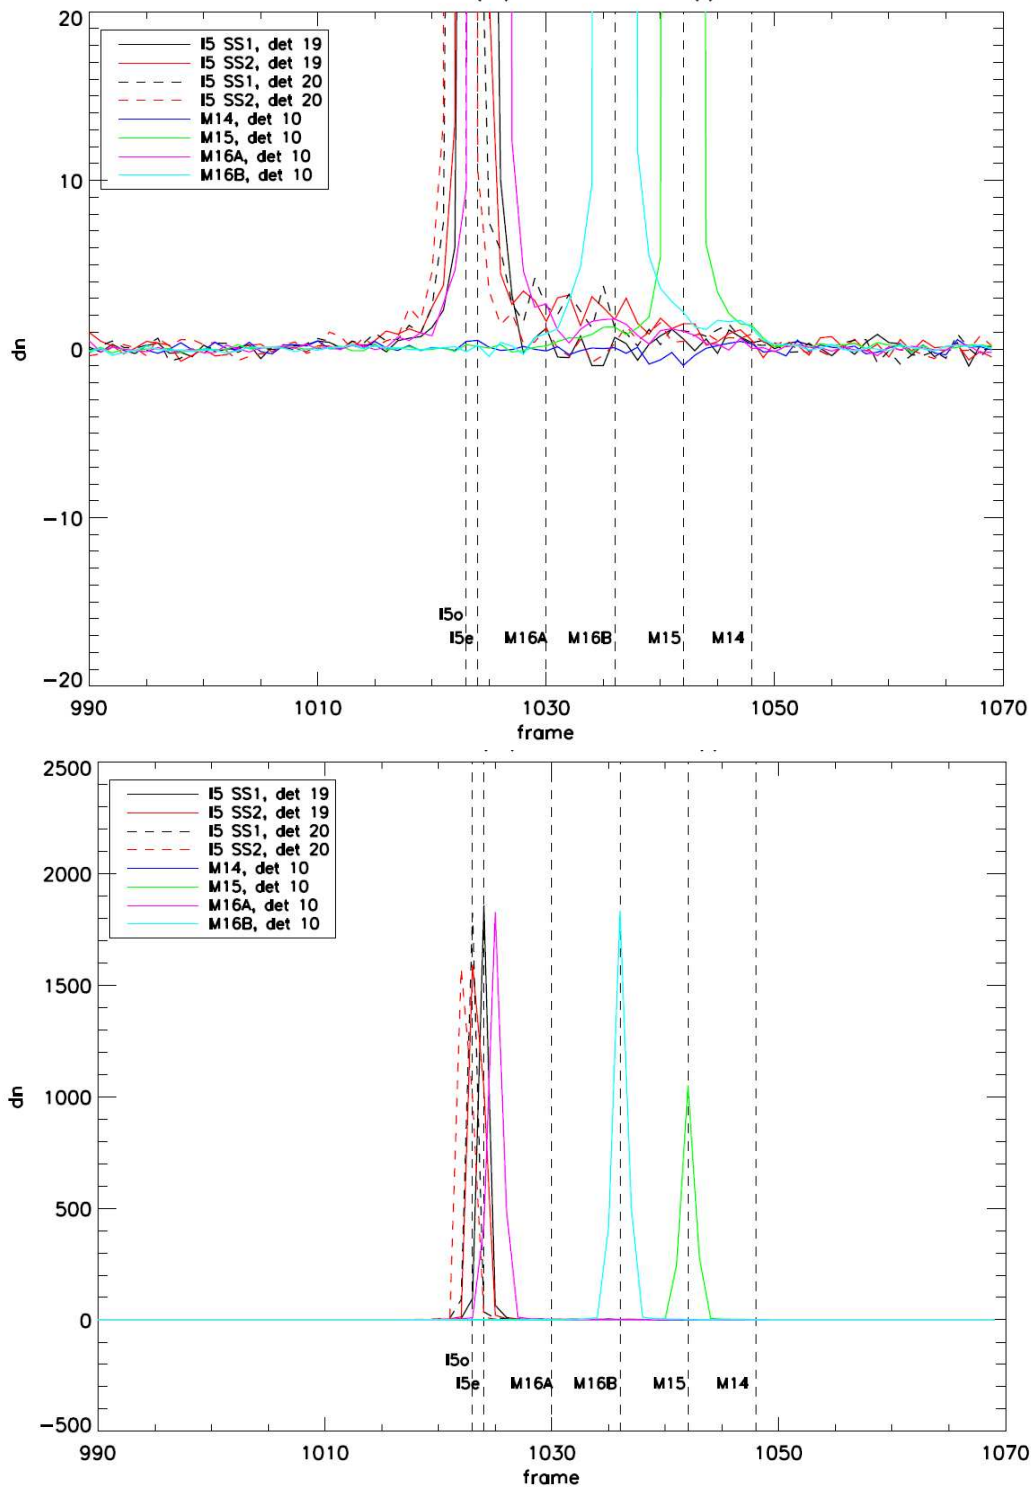 20
I5 SS1, det 19
I5 SS2, det 19
I5 SS1, det 20
I5 SS2, det 20
M14, det 10
M15, det 10
M16A, det 10
M16B, det 10
10
dn
0
-10
I5o
I5e M16A M16B M15 M14
-20
990 1010 1030 1050 1070
frame
2500
I5 SS1, det 19
I5 SS2, det 19
I5 SS1, det 20
I5 SS2, det 20
M14, det 10
M15, det 10
M16A, det 10
M16B, det 10
2000
1500
dn
1000
500
0
I5o
I5e M16A M16B M15 M14
-500
990 1010 1030 1050 1070
frame